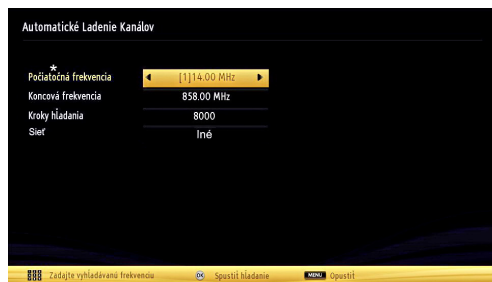 Automatické Ladenie Kanálov
*
Počiatočná frekvencia [1]14.00 MHz
Koncová frekvencia 858.00 MHz
Kroky hľadania 8000
Sieť Iné
Zadajte vyhľadávanú frekvenciu OK Spustiť hľadanie MENU Opustiť